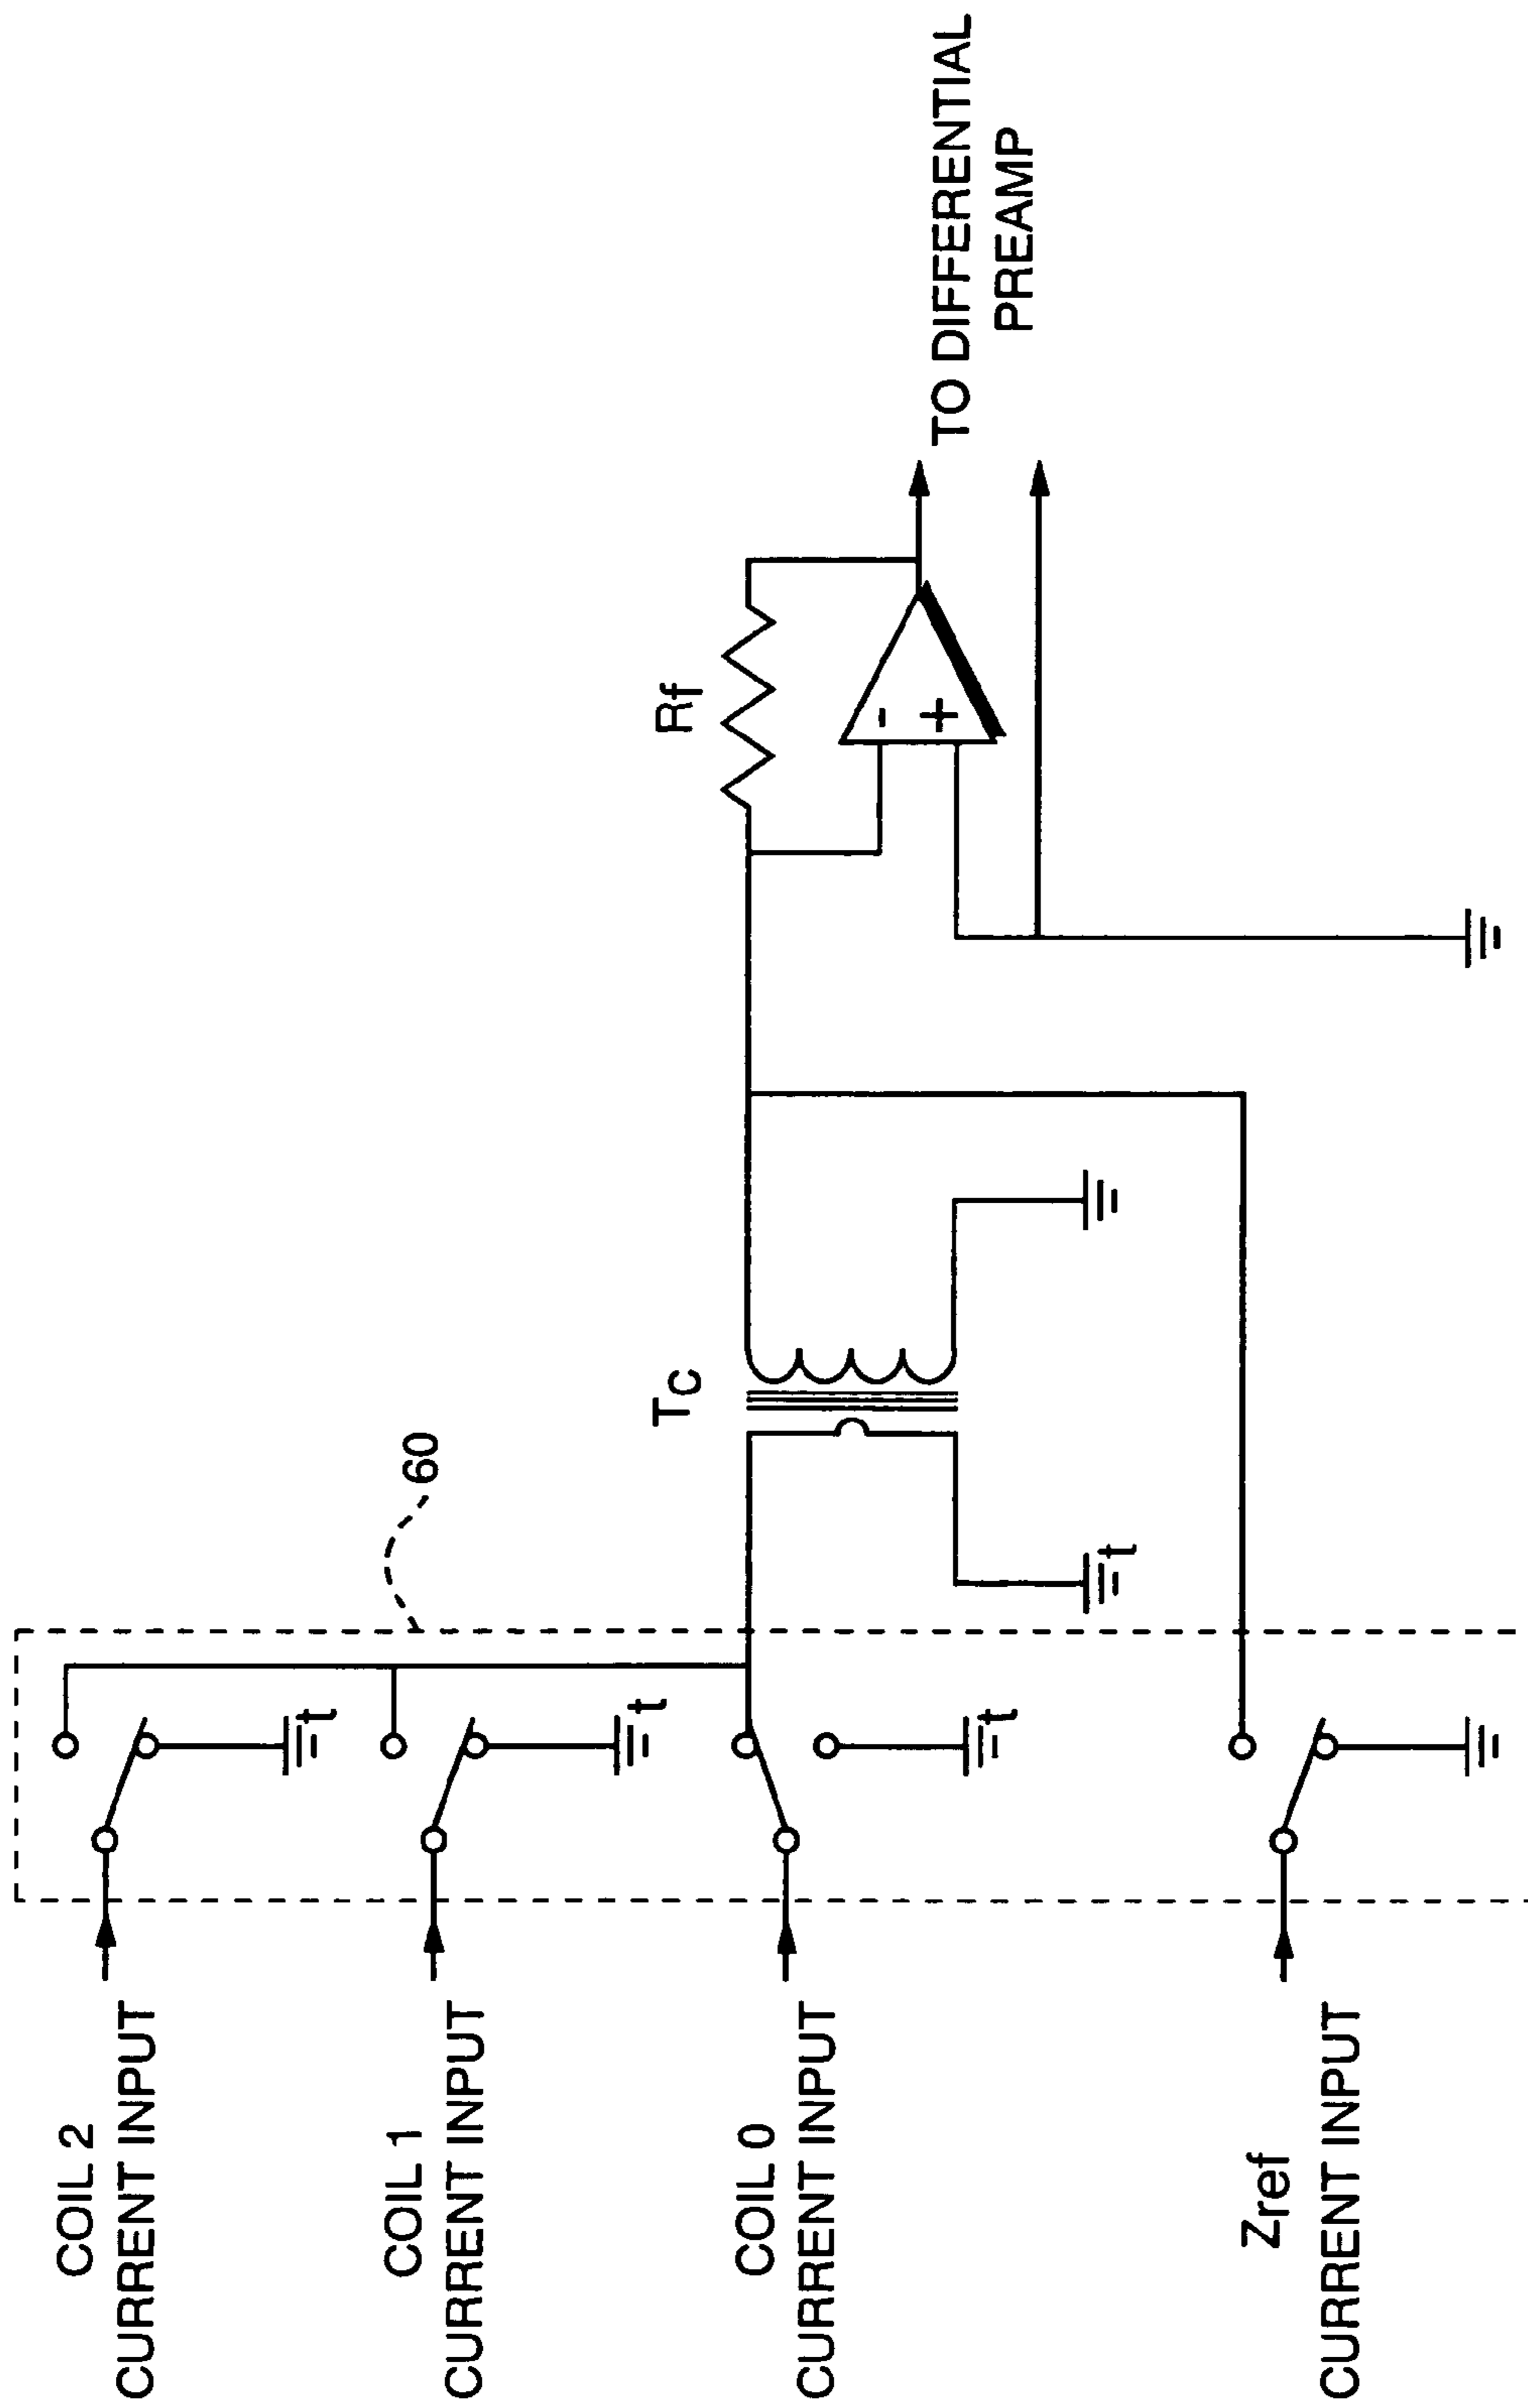 COIL 2
CURRENT INPUT
t
COIL 1
CURRENT INPUT
t
COIL 0
CURRENT INPUT
t
Zref
CURRENT INPUT
60
TC
t
Rf
-
+
TO DIFFERENTIAL
PREAMP